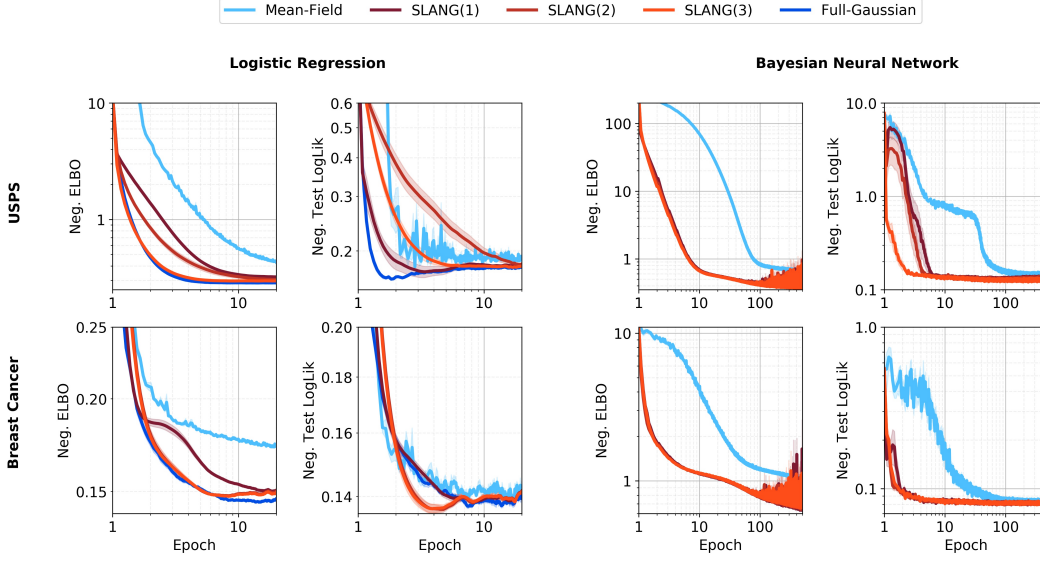 Mean-Field SLANG(1) SLANG(2) SLANG(3) Full-Gaussian
Logistic Regression Bayesian Neural Network
USPS
Neg. ELBO
10
1
1 10
Neg. Test LogLik
0.6
0.5
0.4
0.3
0.2
1 10
Neg. ELBO
100
10
1
1 10 100
Neg. Test LogLik
10.0
1.0
0.1
1 10 100
Breast Cancer
Neg. ELBO
0.25
0.20
0.15
1 10
Epoch
Neg. Test LogLik
0.20
0.18
0.16
0.14
1 10
Epoch
Neg. ELBO
10
1
1 10 100
Epoch
Neg. Test LogLik
1.0
0.1
1 10 100
Epoch